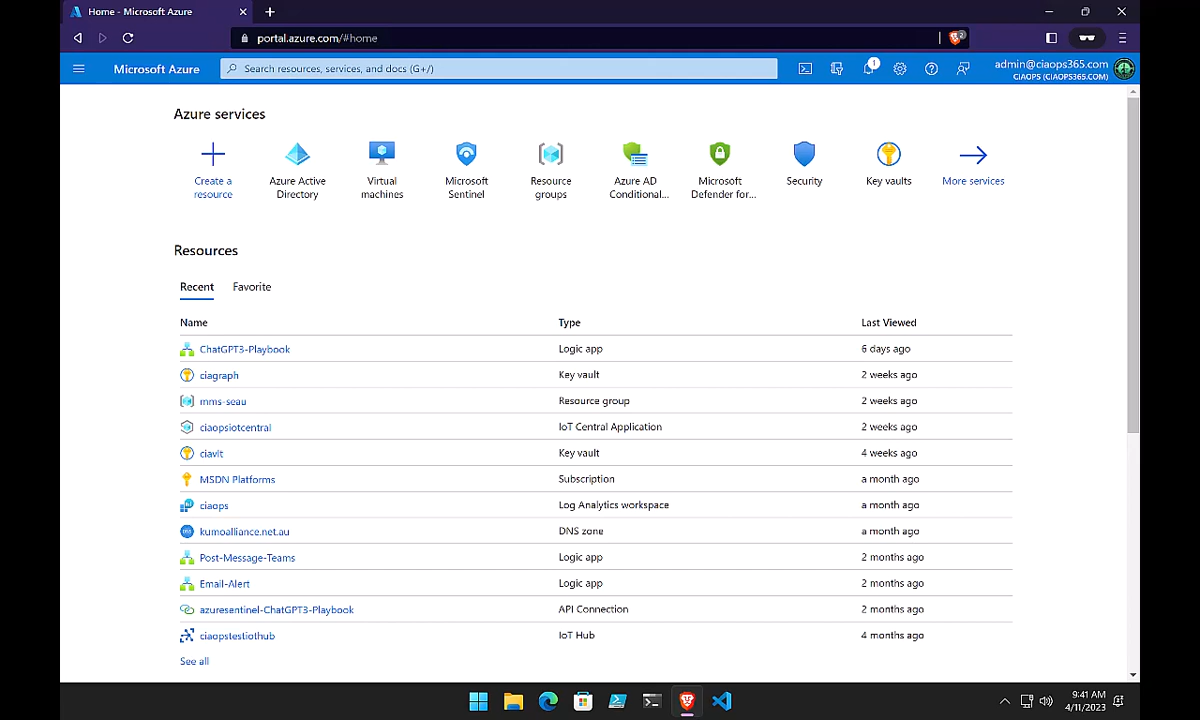 Home - Microsoft Azure
portal.azure.com/#home
2
Microsoft Azure
Search resources, services, and docs (G+/)
1
admin@ciaops365.com
CIAOPS (CIAOPS365.COM)
Azure services
Create a resource
Azure Active Directory
Virtual machines
Microsoft Sentinel
Resource groups
Azure AD Conditional...
Microsoft Defender for...
Security
Key vaults
More services
Resources
Recent Favorite
Name Type Last Viewed
ChatGPT3-Playbook Logic app 6 days ago
ciagraph Key vault 2 weeks ago
mms-seau Resource group 2 weeks ago
ciaopsiotcentral IoT Central Application 2 weeks ago
ciavlt Key vault 4 weeks ago
MSDN Platforms Subscription a month ago
ciaops Log Analytics workspace a month ago
kumoalliance.net.au DNS zone a month ago
Post-Message-Teams Logic app 2 months ago
Email-Alert Logic app 2 months ago
azuresentinel-ChatGPT3-Playbook API Connection 2 months ago
ciaopstestiothub IoT Hub 4 months ago
See all
9:41 AM
4/11/2023